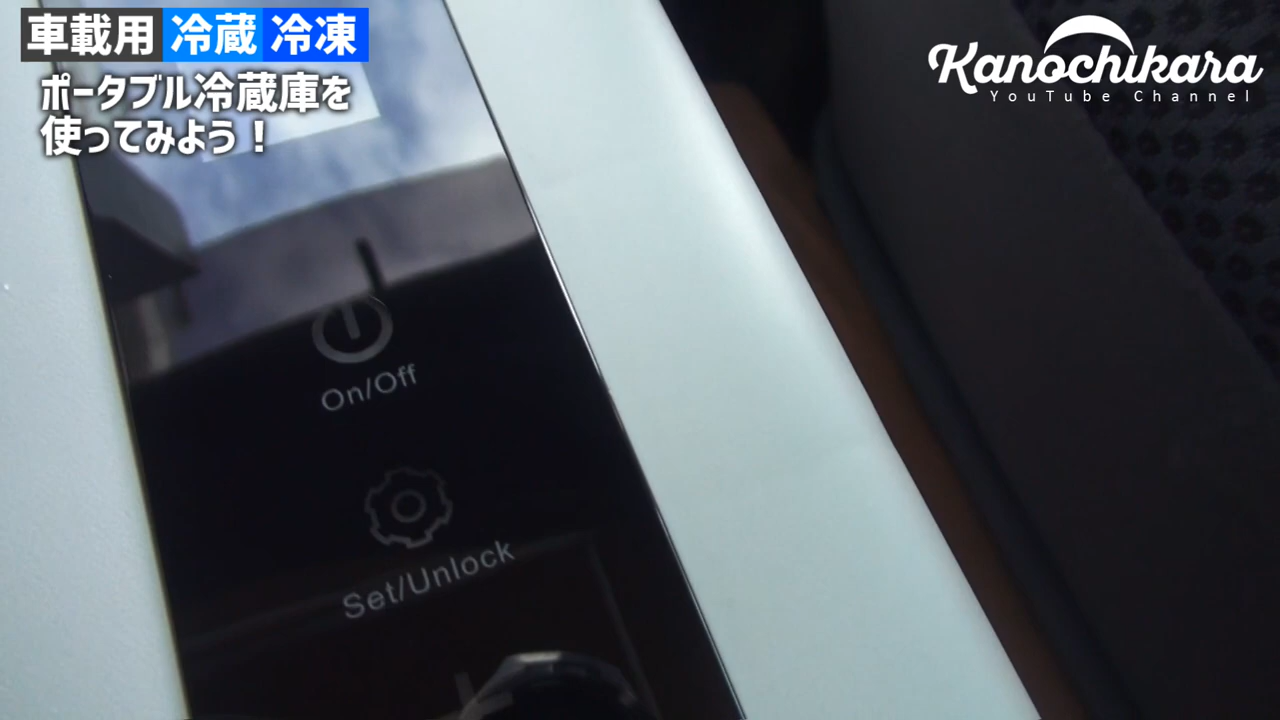 車載用 冷蔵 冷凍
ポータブル冷蔵庫を
使ってみよう！
Kanochikara
YouTube Channel
On/Off
Set/Unlock